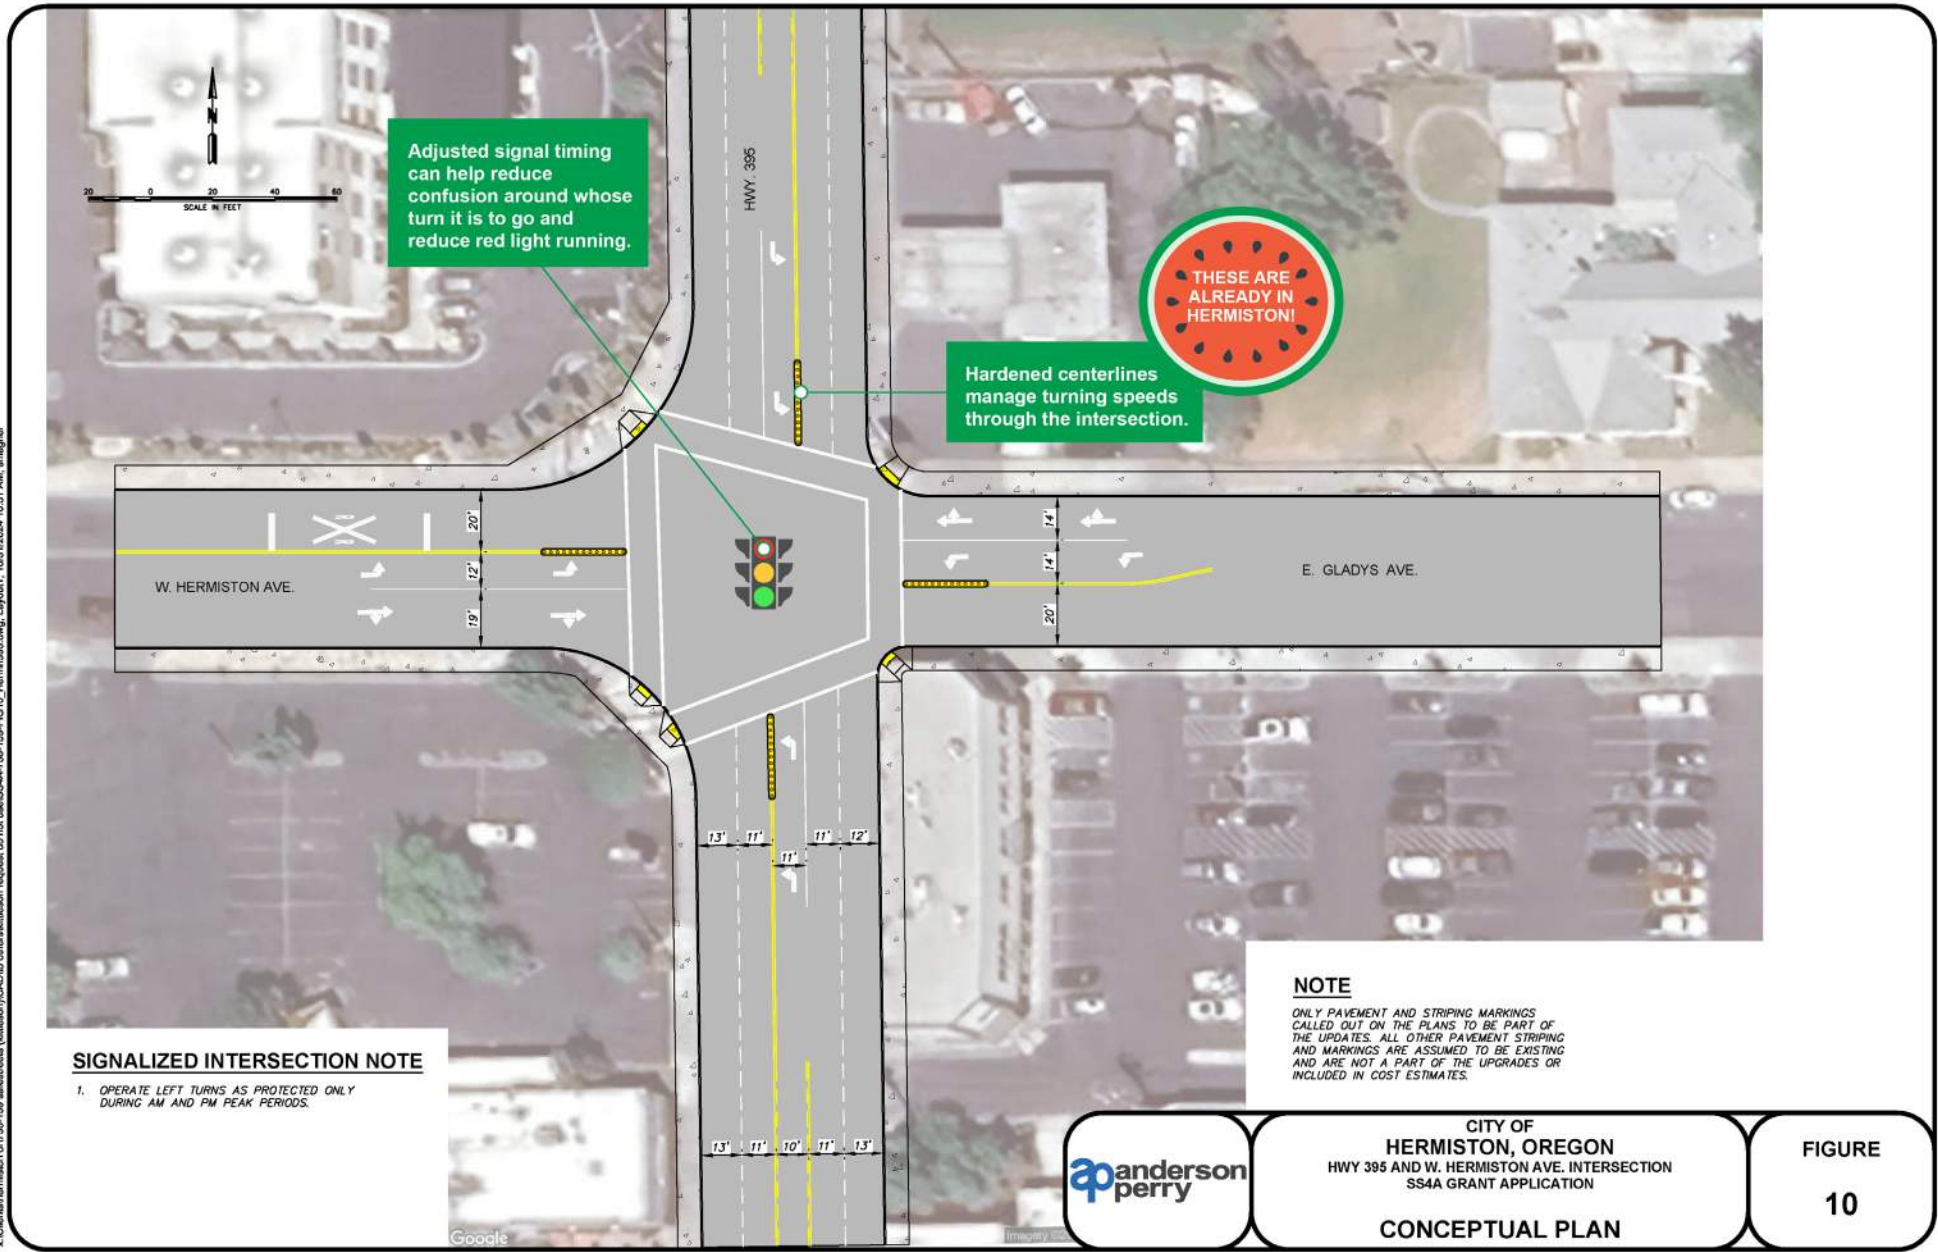 N
20 0 20 40 60
SCALE IN FEET
Adjusted signal timing
can help reduce
confusion around whose
turn it is to go and
reduce red light running.
HWY. 395
THESE ARE
ALREADY IN
HERMISTON!
Hardened centerlines
manage turning speeds
through the intersection.
20'
12'
19'
W. HERMISTON AVE.
14'
14'
20'
E. GLADYS AVE.
13' 11' 11' 11' 12'
13' 11' 10' 11' 13'
SIGNALIZED INTERSECTION NOTE
1. OPERATE LEFT TURNS AS PROTECTED ONLY
DURING AM AND PM PEAK PERIODS.
NOTE
ONLY PAVEMENT AND STRIPING MARKINGS
CALLED OUT ON THE PLANS TO BE PART OF
THE UPDATES. ALL OTHER PAVEMENT STRIPING
AND MARKINGS ARE ASSUMED TO BE EXISTING
AND ARE NOT A PART OF THE UPGRADES OR
INCLUDED IN COST ESTIMATES.
Google
Imagery
ap anderson
perry
CITY OF
HERMISTON, OREGON
HWY 395 AND W. HERMISTON AVE. INTERSECTION
SS4A GRANT APPLICATION
CONCEPTUAL PLAN
FIGURE
10